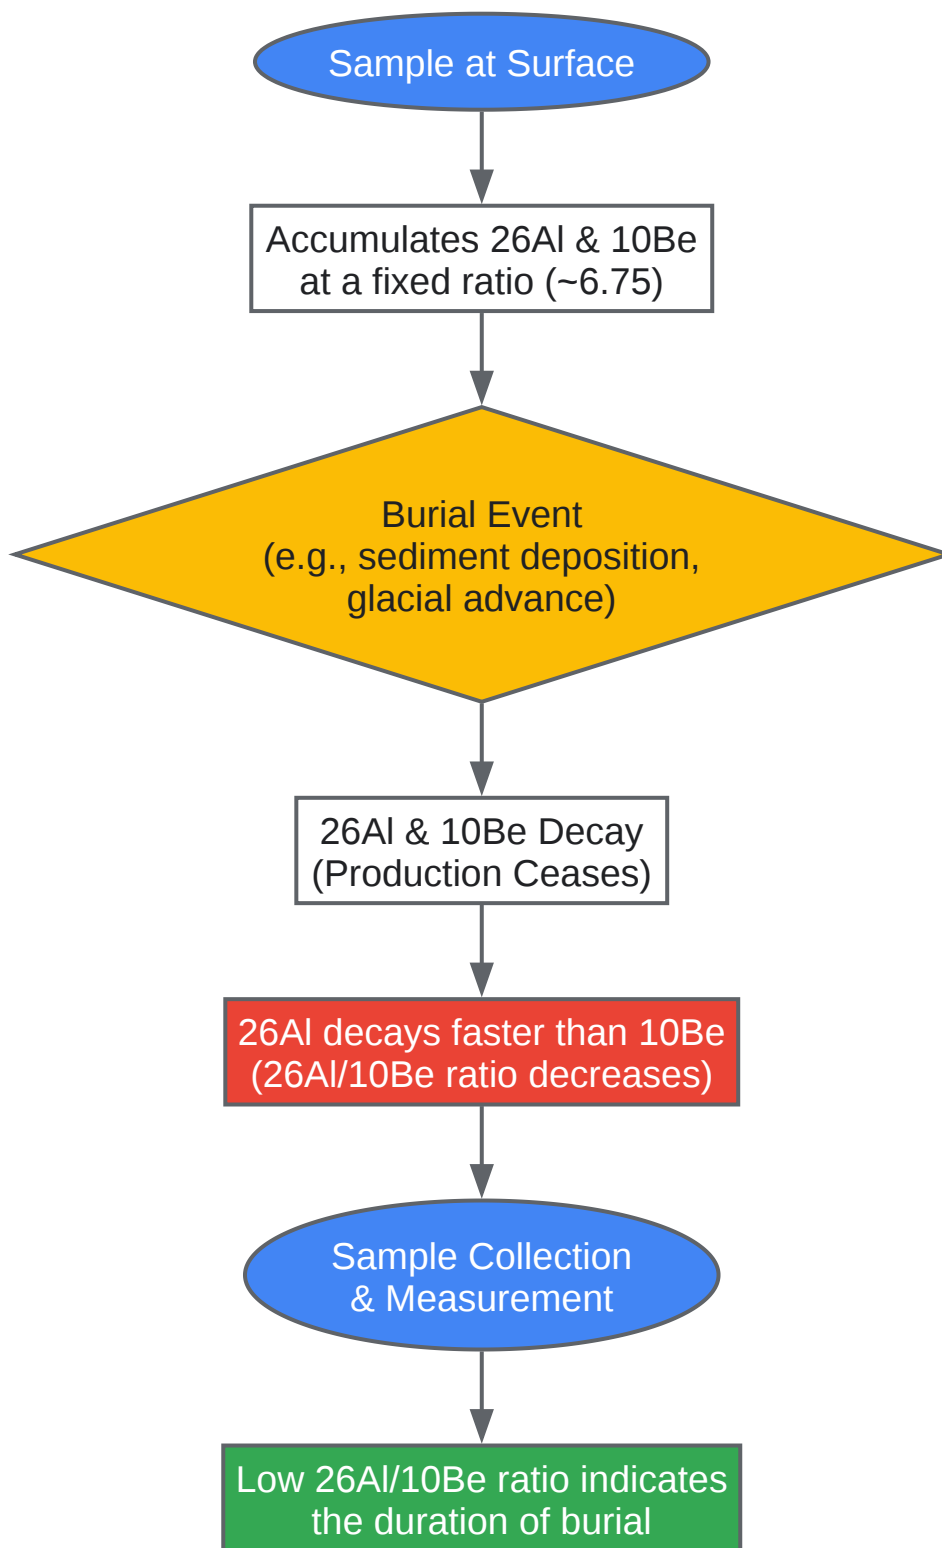 Sample at Surface
Accumulates 26Al & 10Be
at a fixed ratio (~6.75)
Burial Event
(e.g., sediment deposition,
glacial advance)
26Al & 10Be Decay
(Production Ceases)
26Al decays faster than 10Be
(26Al/10Be ratio decreases)
Sample Collection
& Measurement
Low 26Al/10Be ratio indicates
the duration of burial